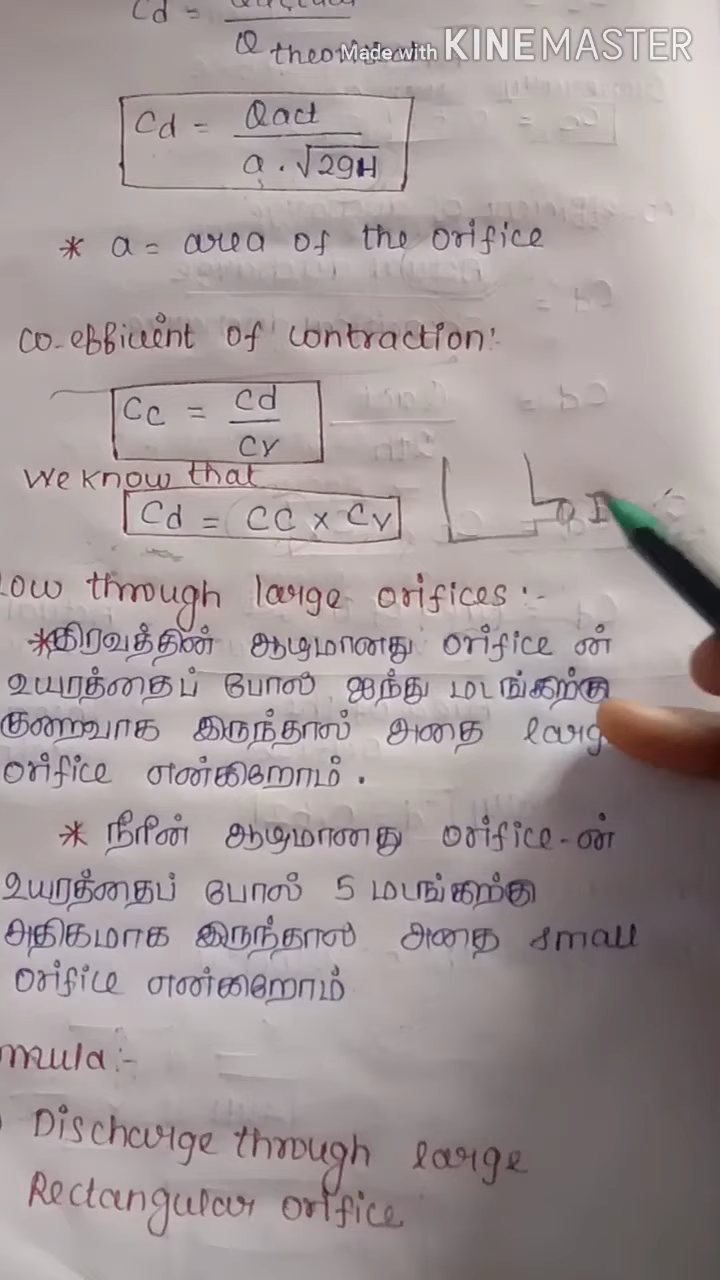 Cd =
Q theo
Made with KINEMASTER
Cd = Qact / a . √2gH
* a = area of the orifice
co-efficient of contraction:
Cc = Cd / Cv
We know that
Cd = CC x Cv
low through large orifices :-
*திரவத்தின் ஆழமானது orifice ன்
உயரத்தைப் போல் ஐந்து மடங்கிற்கு
குறைவாக இருந்தால் அதை larg
orifice என்கிறோம் .
* நீரின் ஆழமானது orifice-ன்
உயரத்தைப் போல் 5 மடங்கிற்கு
அதிகமாக இருந்தால் அதை small
orifice என்கிறோம்
mula :-
Discharge through large
Rectangular orifice